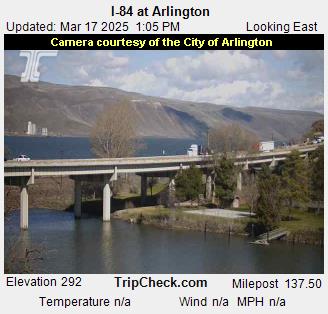 I-84 at Arlington
Updated: Mar 17 2025 1:05 PM Looking East
Camera courtesy of the City of Arlington
Elevation 292 TripCheck.com Milepost 137.50
Temperature n/a Wind n/a MPH n/a